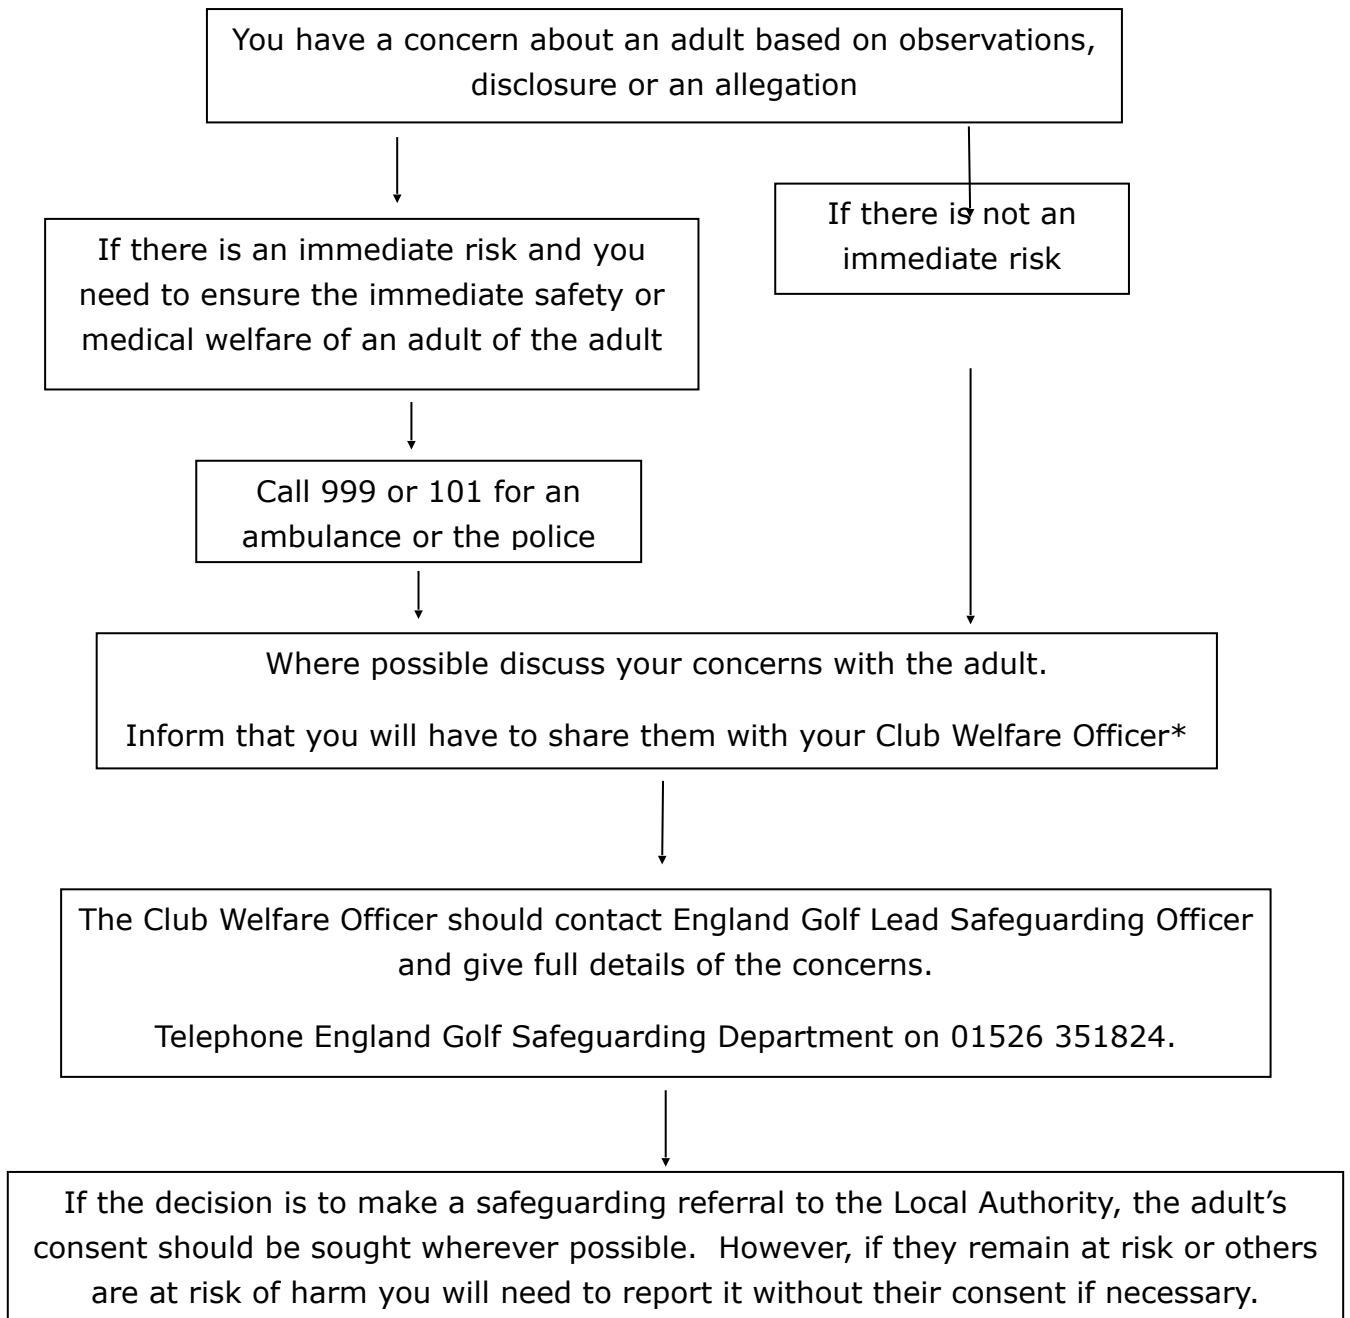 You have a concern about an adult based on observations,
disclosure or an allegation
If there is an immediate risk and you
need to ensure the immediate safety or
medical welfare of an adult of the adult
If there is not an
immediate risk
Call 999 or 101 for an
ambulance or the police
Where possible discuss your concerns with the adult.
Inform that you will have to share them with your Club Welfare Officer*
The Club Welfare Officer should contact England Golf Lead Safeguarding Officer
and give full details of the concerns.
Telephone England Golf Safeguarding Department on 01526 351824.
If the decision is to make a safeguarding referral to the Local Authority, the adult’s
consent should be sought wherever possible.  However, if they remain at risk or others
are at risk of harm you will need to report it without their consent if necessary.